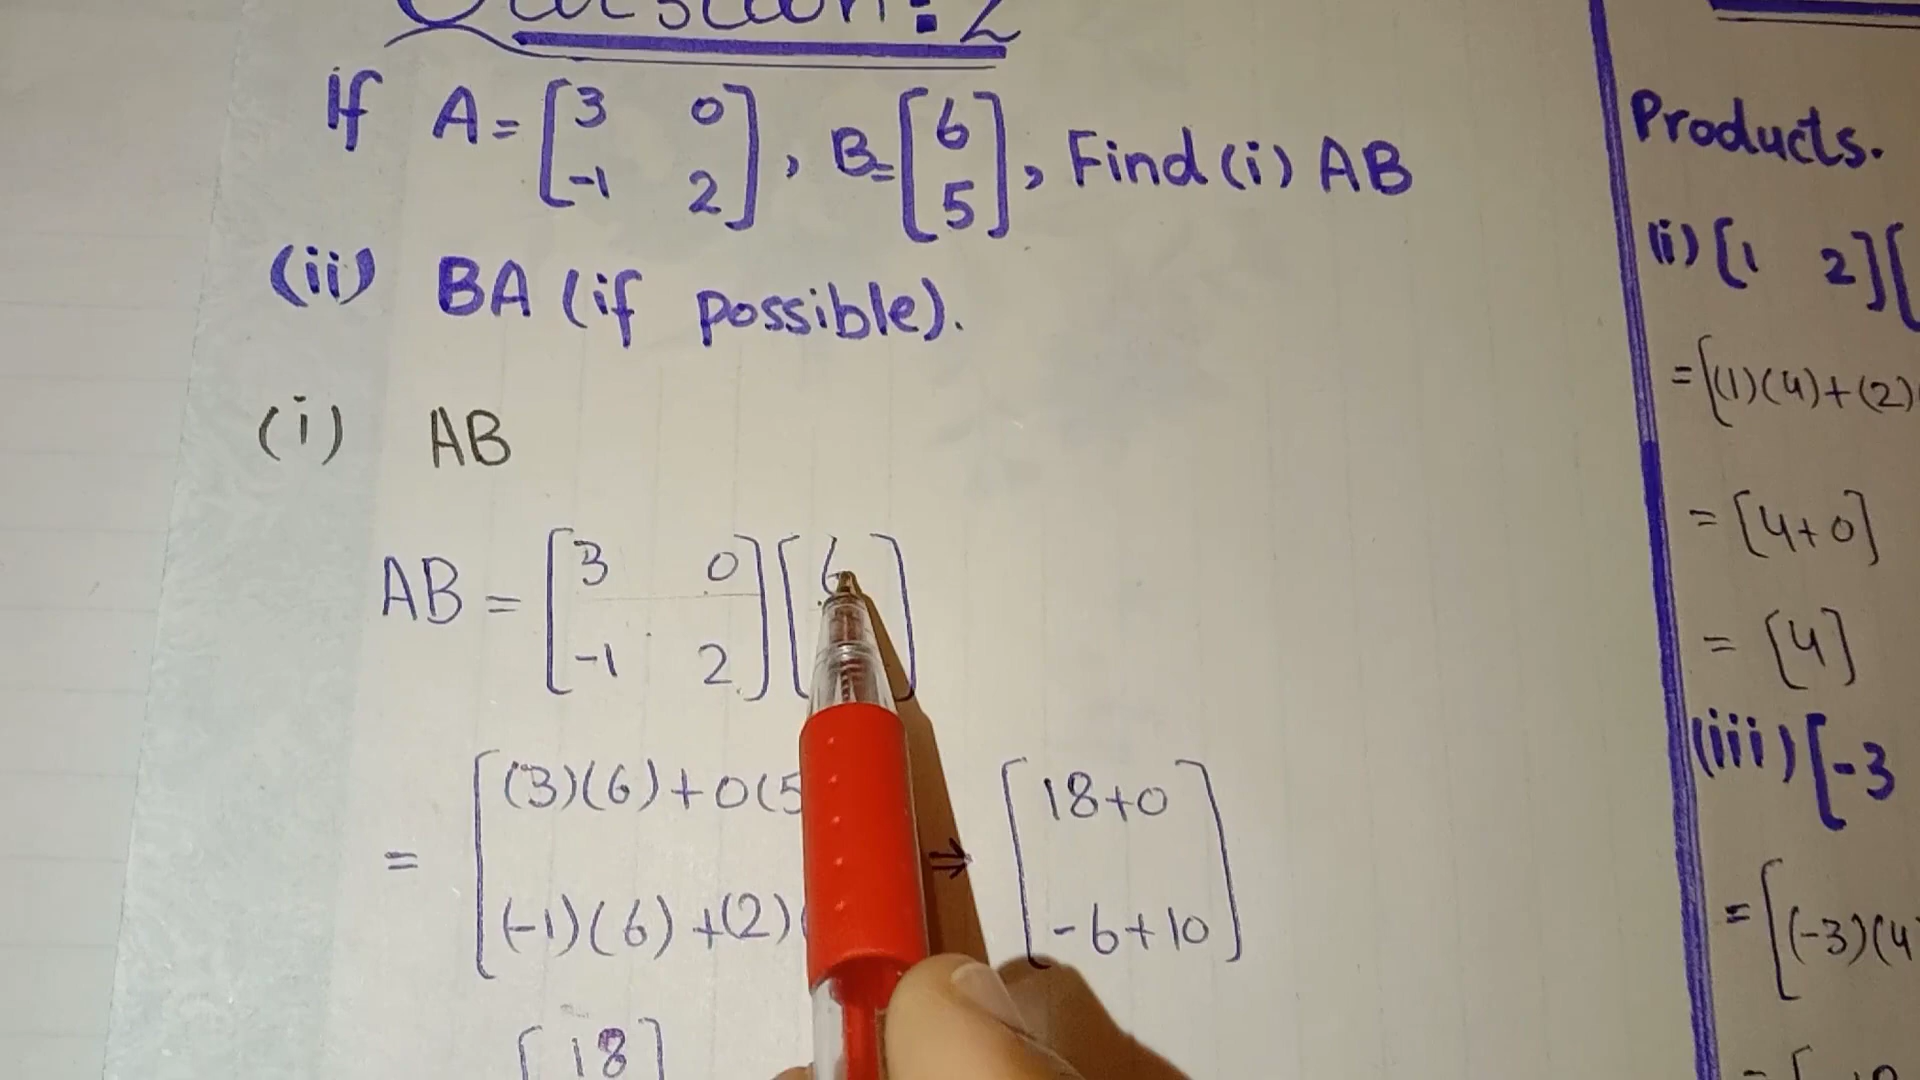 Question: 2
If A = [3 0 -1 2], B = [6 5], Find (i) AB
(ii) BA (if possible).
(i) AB
AB = [3 0 -1 2] [6 ]
= [(3)(6) + 0(5
(-1)(6) + (2)(
⇒ [18+0
-6+10]
[18]
Products.
(i) [1 2] [
= [(1)(4)+(2)
= [4+0]
= [4]
(iii) [-3
= [(-3)(4